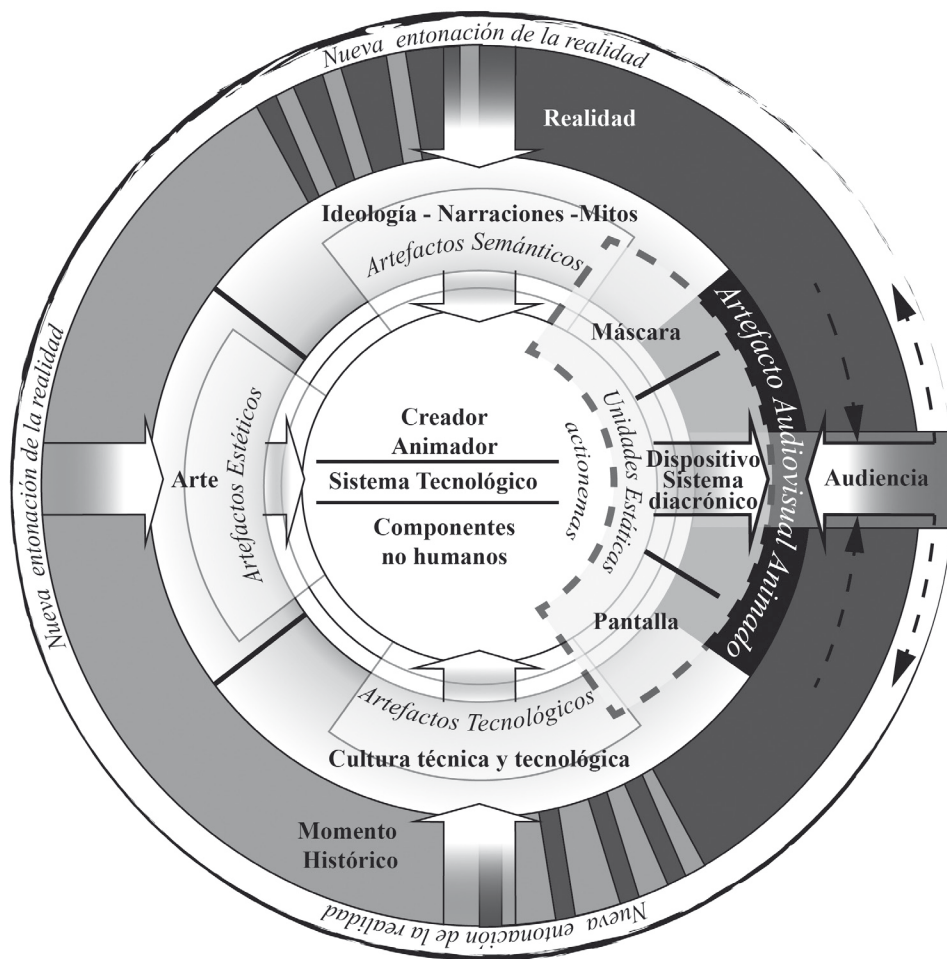 Nueva entonación de la realidad
Realidad
Ideología - Narraciones -Mitos
Artefactos Semánticos
Máscara
Artefacto Audiovisual Animado
Nueva entonación de la realidad
Arte
Artefactos Estéticos
Creador
Animador
Sistema Tecnológico
Componentes
no humanos
actionemas
Unidades Estáticas
Dispositivo
Sistema
diacrónico
Audiencia
Pantalla
Artefactos Tecnológicos
Cultura técnica y tecnológica
Momento
Histórico
Nueva entonación de la realidad